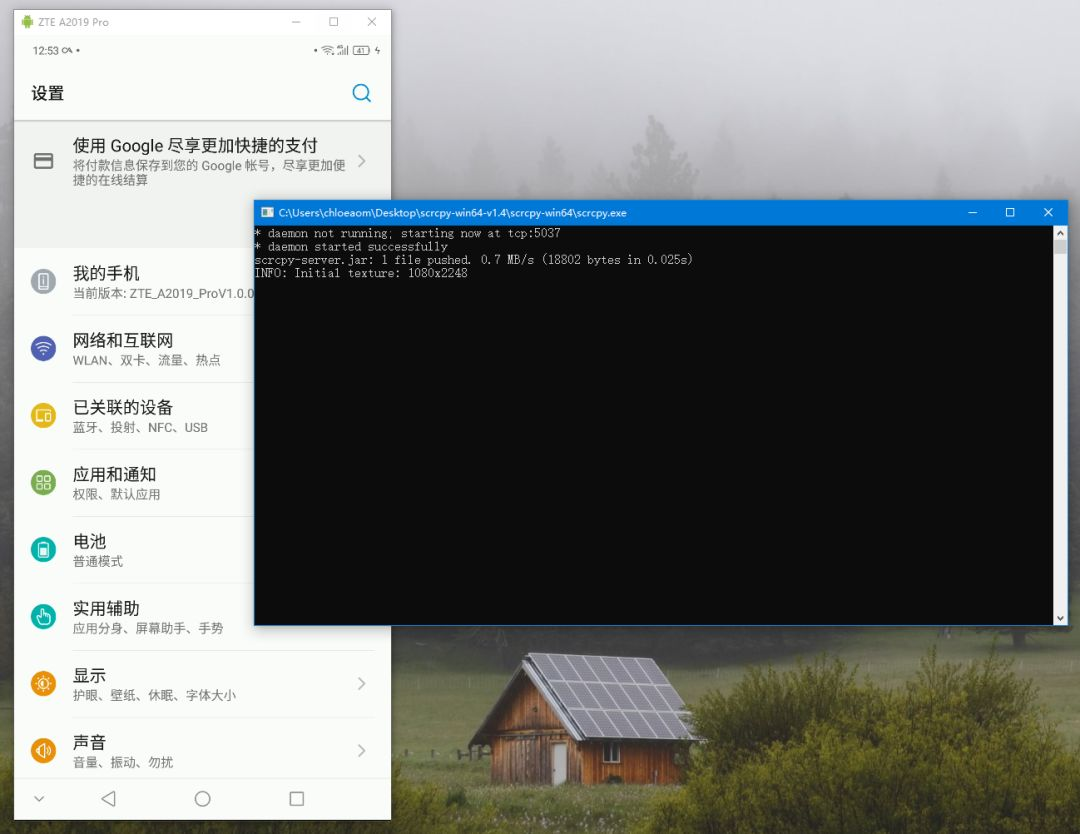 ZTE A2019 Pro
12:53
41
设置
使用 Google 尽享更加快捷的支付
将付款信息保存到您的 Google 帐号，尽享更加便
捷的在线结算
我的手机
当前版本: ZTE_A2019_ProV1.0.0
网络和互联网
WLAN、双卡、流量、热点
已关联的设备
蓝牙、投射、NFC、USB
应用和通知
权限、默认应用
电池
普通模式
实用辅助
应用分身、屏幕助手、手势
显示
护眼、壁纸、休眠、字体大小
声音
音量、振动、勿扰
C:\Users\chloeaom\Desktop\scrcpy-win64-v1.4\scrcpy-win64\scrcpy.exe
* daemon not running; starting now at tcp:5037
* daemon started successfully
scrcpy-server.jar: 1 file pushed. 0.7 MB/s (18802 bytes in 0.025s)
INFO: Initial texture: 1080x2248